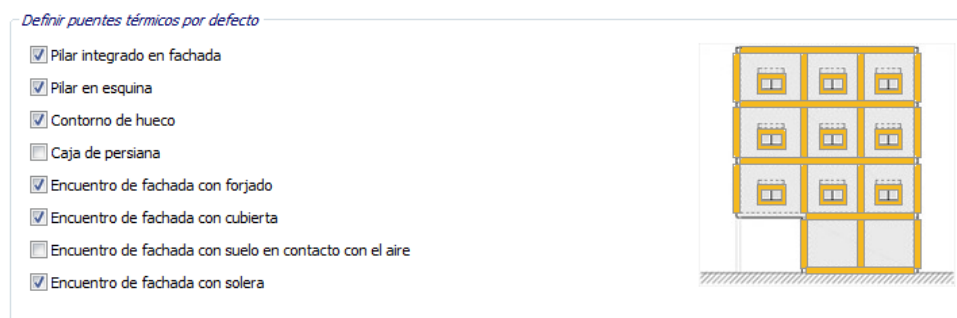 Definir puentes térmicos por defecto
Pilar integrado en fachada
Pilar en esquina
Contorno de hueco
Caja de persiana
Encuentro de fachada con forjado
Encuentro de fachada con cubierta
Encuentro de fachada con suelo en contacto con el aire
Encuentro de fachada con solera